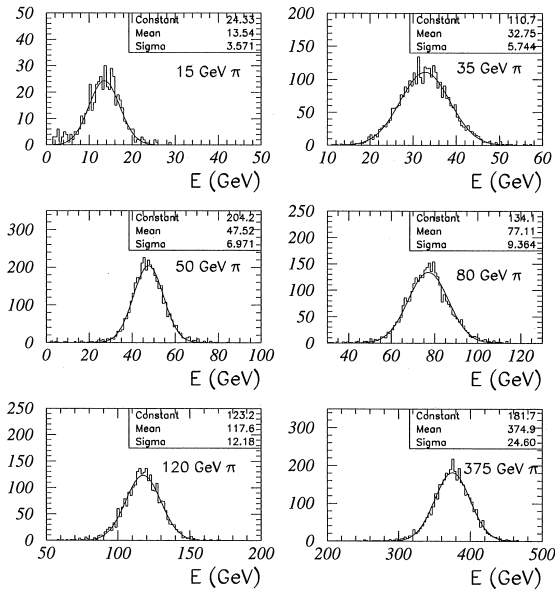 Constant 24.33
Mean 13.54
Sigma 3.571
15 GeV π
50
40
30
20
10
0
0 10 20 30 40 50
E (GeV)
Constant 110.7
Mean 32.75
Sigma 5.744
35 GeV π
200
150
100
50
0
10 20 30 40 50 60
E (GeV)
Constant 204.2
Mean 47.52
Sigma 6.971
50 GeV π
300
200
100
0
0 20 40 60 80 100
E (GeV)
Constant 134.1
Mean 77.11
Sigma 9.364
80 GeV π
250
200
150
100
50
0
40 60 80 100 120
E (GeV)
Constant 123.2
Mean 117.6
Sigma 12.18
120 GeV π
250
200
150
100
50
0
50 100 150 200
E (GeV)
Constant 181.7
Mean 374.9
Sigma 24.60
375 GeV π
300
200
100
0
200 300 400 500
E (GeV)